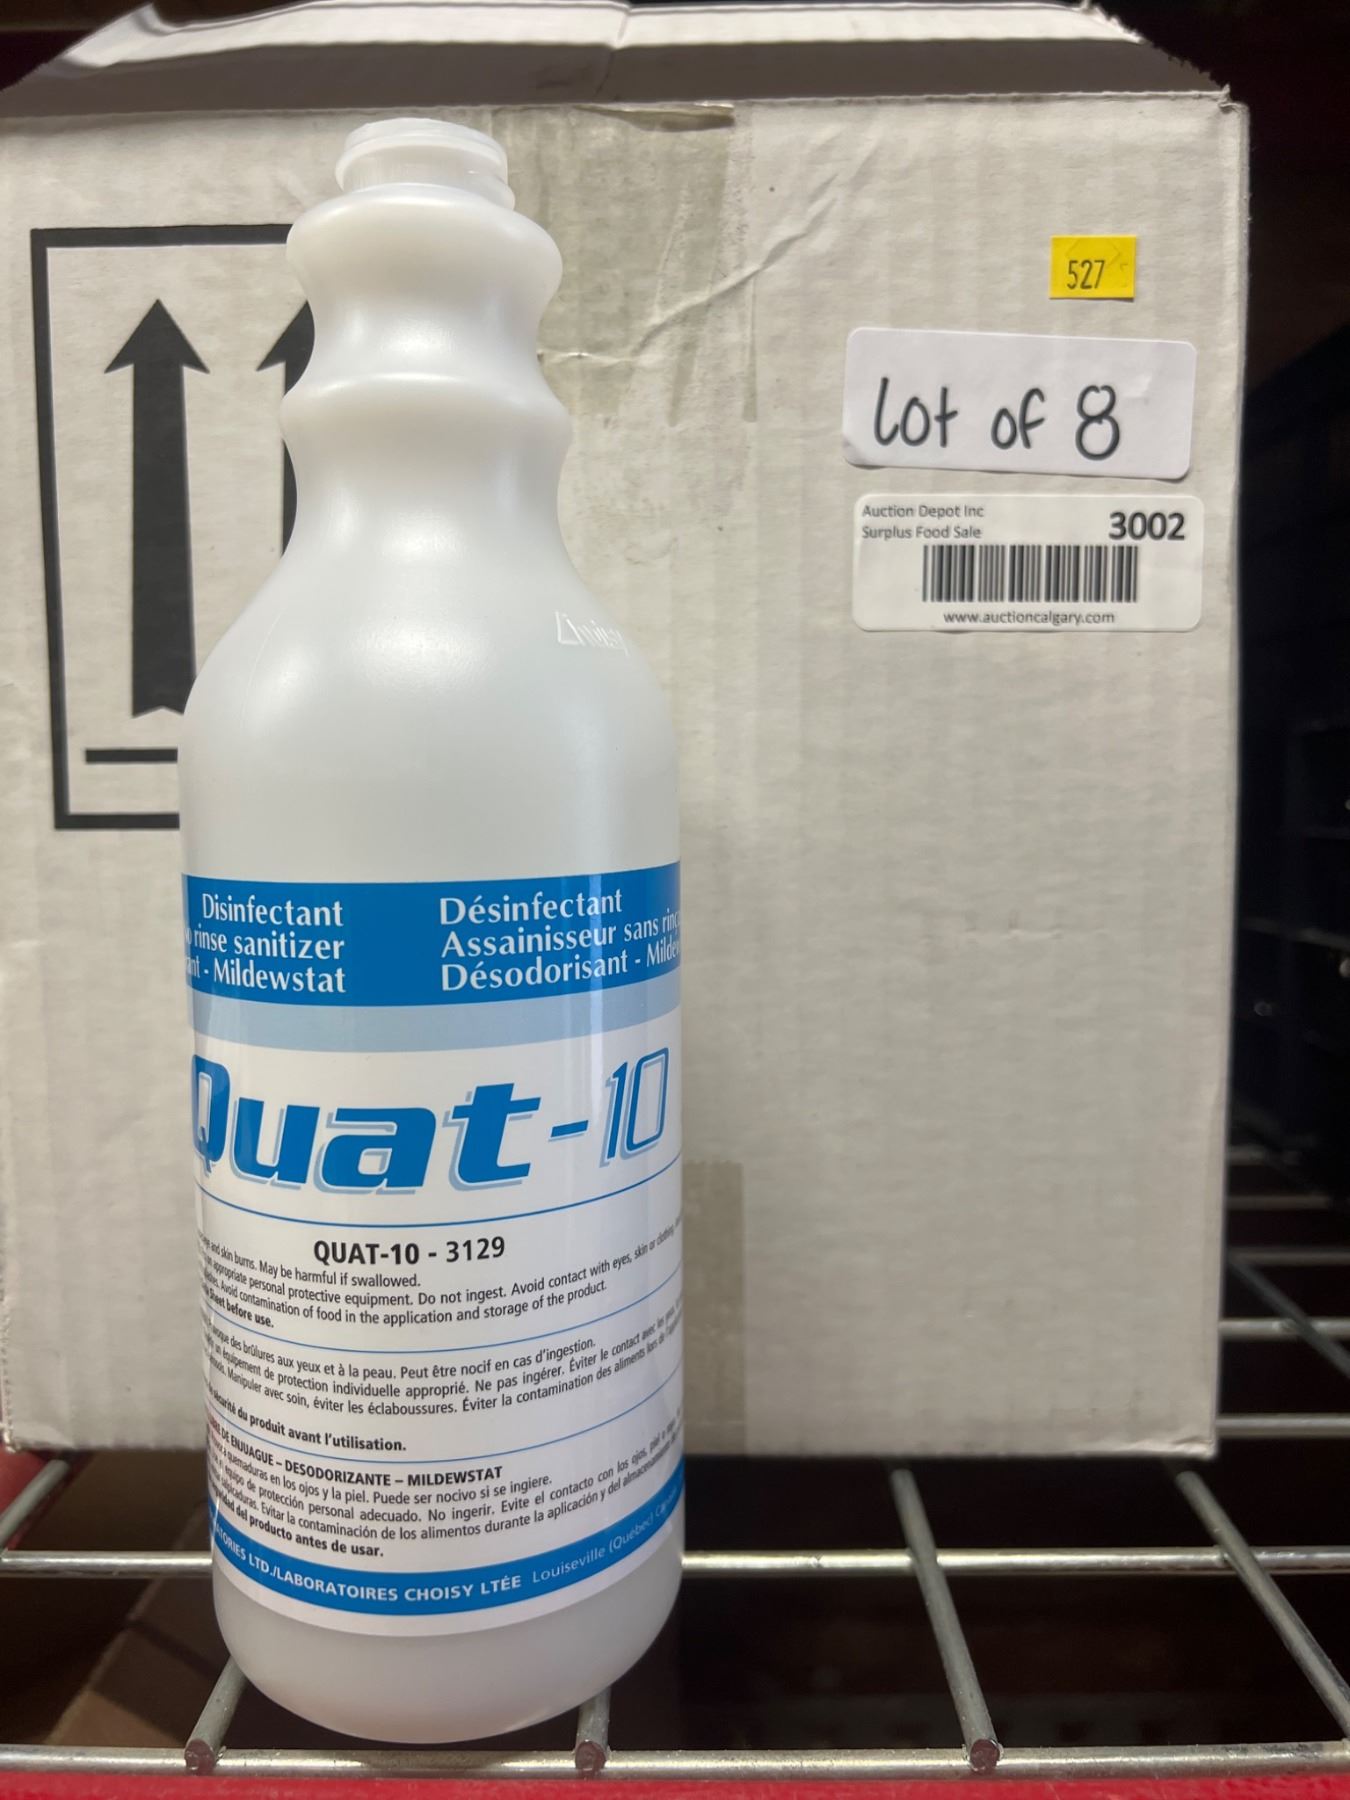 527
Lot of 8
Auction Depot Inc
Surplus Food Sale
3002
www.auctioncalgary.com
Choisy
Disinfectant
rinse sanitizer
- Mildewstat
Désinfectant
Assainisseur sans
Désodorisant -
Quat-10
QUAT-10 - 3129
and skin burns. May be harmful if swallowed.
appropriate personal protective equipment. Do not ingest. Avoid contact with eyes, skin or clothing.
Avoid contamination of food in the application and storage of the product.
before use.
des brûlures aux yeux et à la peau. Peut être nocif en cas d'ingestion.
un équipement de protection individuelle approprié. Ne pas ingérer. Éviter le contact avec les
Manipuler avec soin, éviter les éclaboussures. Éviter la contamination des aliments lors de
sécurité du produit avant l'utilisation.
DE ENJUAGUE – DESODORIZANTE – MILDEWSTAT
quemaduras en los ojos y la piel. Puede ser nocivo si se ingiere.
equipo de protección personal adecuado. No ingerir. Evite el contacto con los ojos, piel o
Evitar la contaminación de los alimentos durante la aplicación y del almacenamiento
del producto antes de usar.
LTD./LABORATOIRES CHOISY LTÉE Louiseville (Québec)